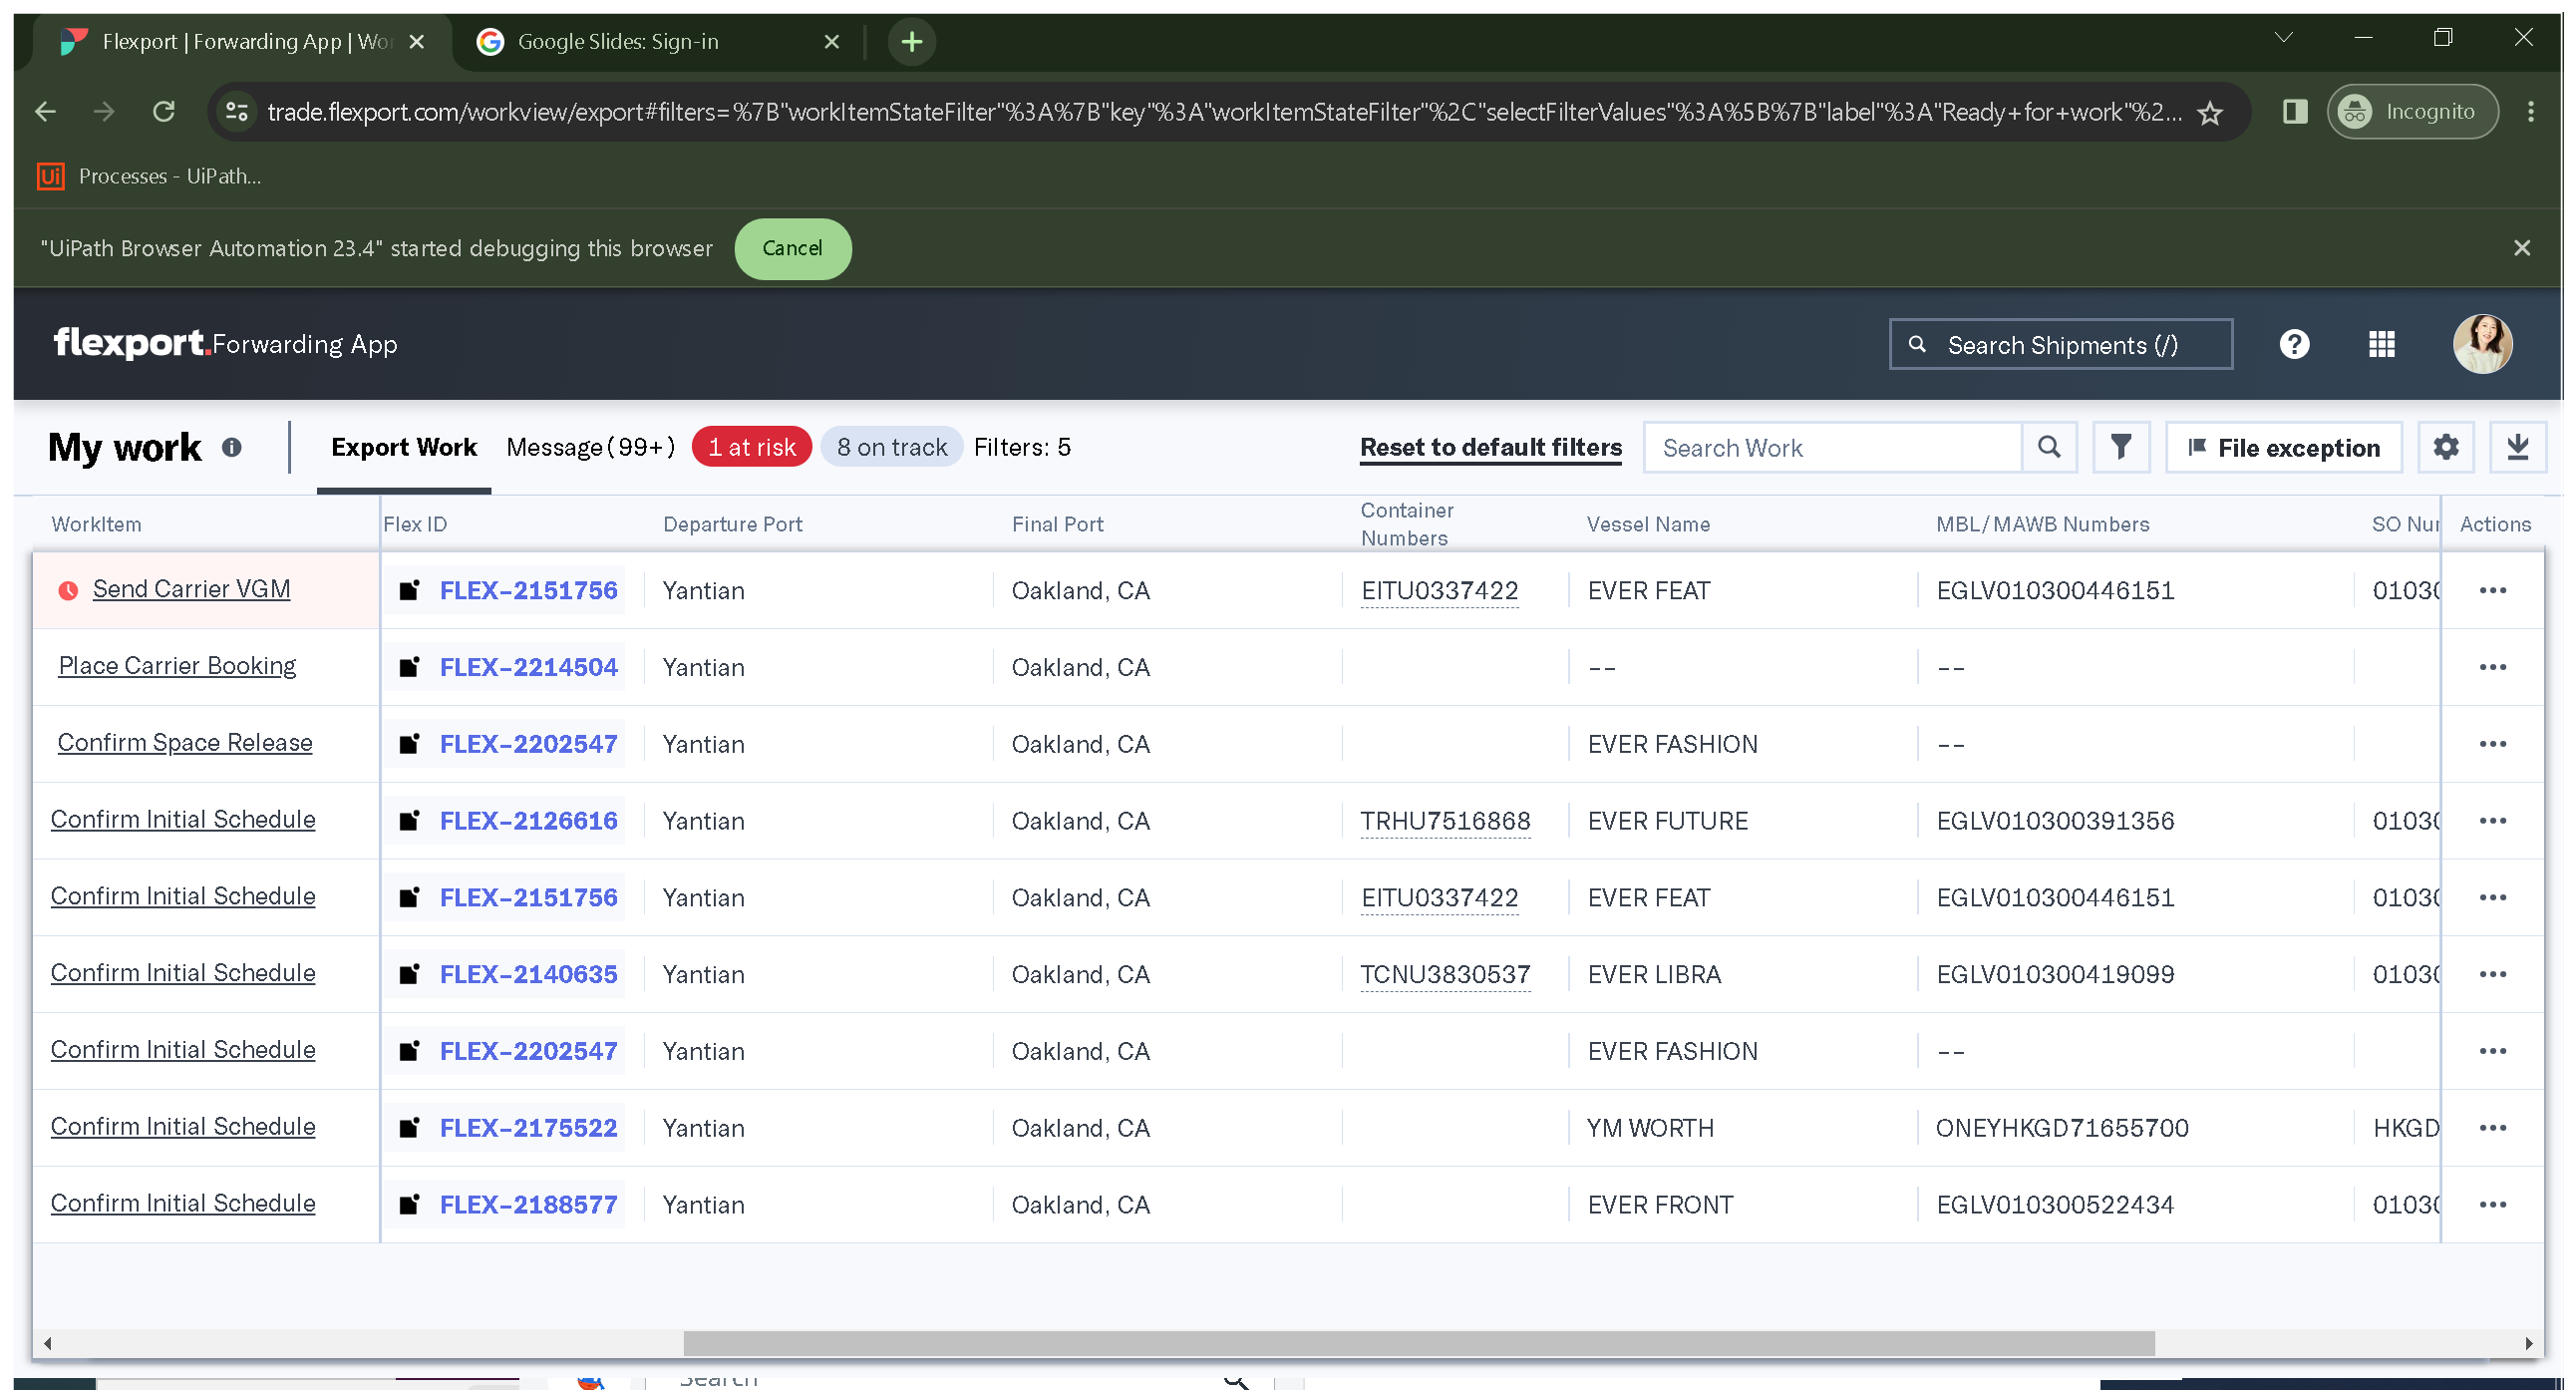 Flexport | Forwarding App | Wor
Google Slides: Sign-in
trade.flexport.com/workview/export#filters=%7B"workItemStateFilter"%3A%7B"key"%3A"workItemStateFilter"%2C"selectFilterValues"%3A%5B%7B"label"%3A"Ready+for+work"%2...
Incognito
Ui Processes - UiPath...
"UiPath Browser Automation 23.4" started debugging this browser Cancel
flexport. Forwarding App
Search Shipments (/)
My work Export Work Message(99+) 1 at risk 8 on track Filters: 5 Reset to default filters Search Work File exception
WorkItem Flex ID Departure Port Final Port Container Numbers Vessel Name MBL/MAWB Numbers SO Nur Actions
Send Carrier VGM FLEX-2151756 Yantian Oakland, CA EITU0337422 EVER FEAT EGLV010300446151 0103
Place Carrier Booking FLEX-2214504 Yantian Oakland, CA -- --
Confirm Space Release FLEX-2202547 Yantian Oakland, CA EVER FASHION --
Confirm Initial Schedule FLEX-2126616 Yantian Oakland, CA TRHU7516868 EVER FUTURE EGLV010300391356 0103
Confirm Initial Schedule FLEX-2151756 Yantian Oakland, CA EITU0337422 EVER FEAT EGLV010300446151 0103
Confirm Initial Schedule FLEX-2140635 Yantian Oakland, CA TCNU3830537 EVER LIBRA EGLV010300419099 0103
Confirm Initial Schedule FLEX-2202547 Yantian Oakland, CA EVER FASHION --
Confirm Initial Schedule FLEX-2175522 Yantian Oakland, CA YM WORTH ONEYHKGD71655700 HKGD
Confirm Initial Schedule FLEX-2188577 Yantian Oakland, CA EVER FRONT EGLV010300522434 0103
Search